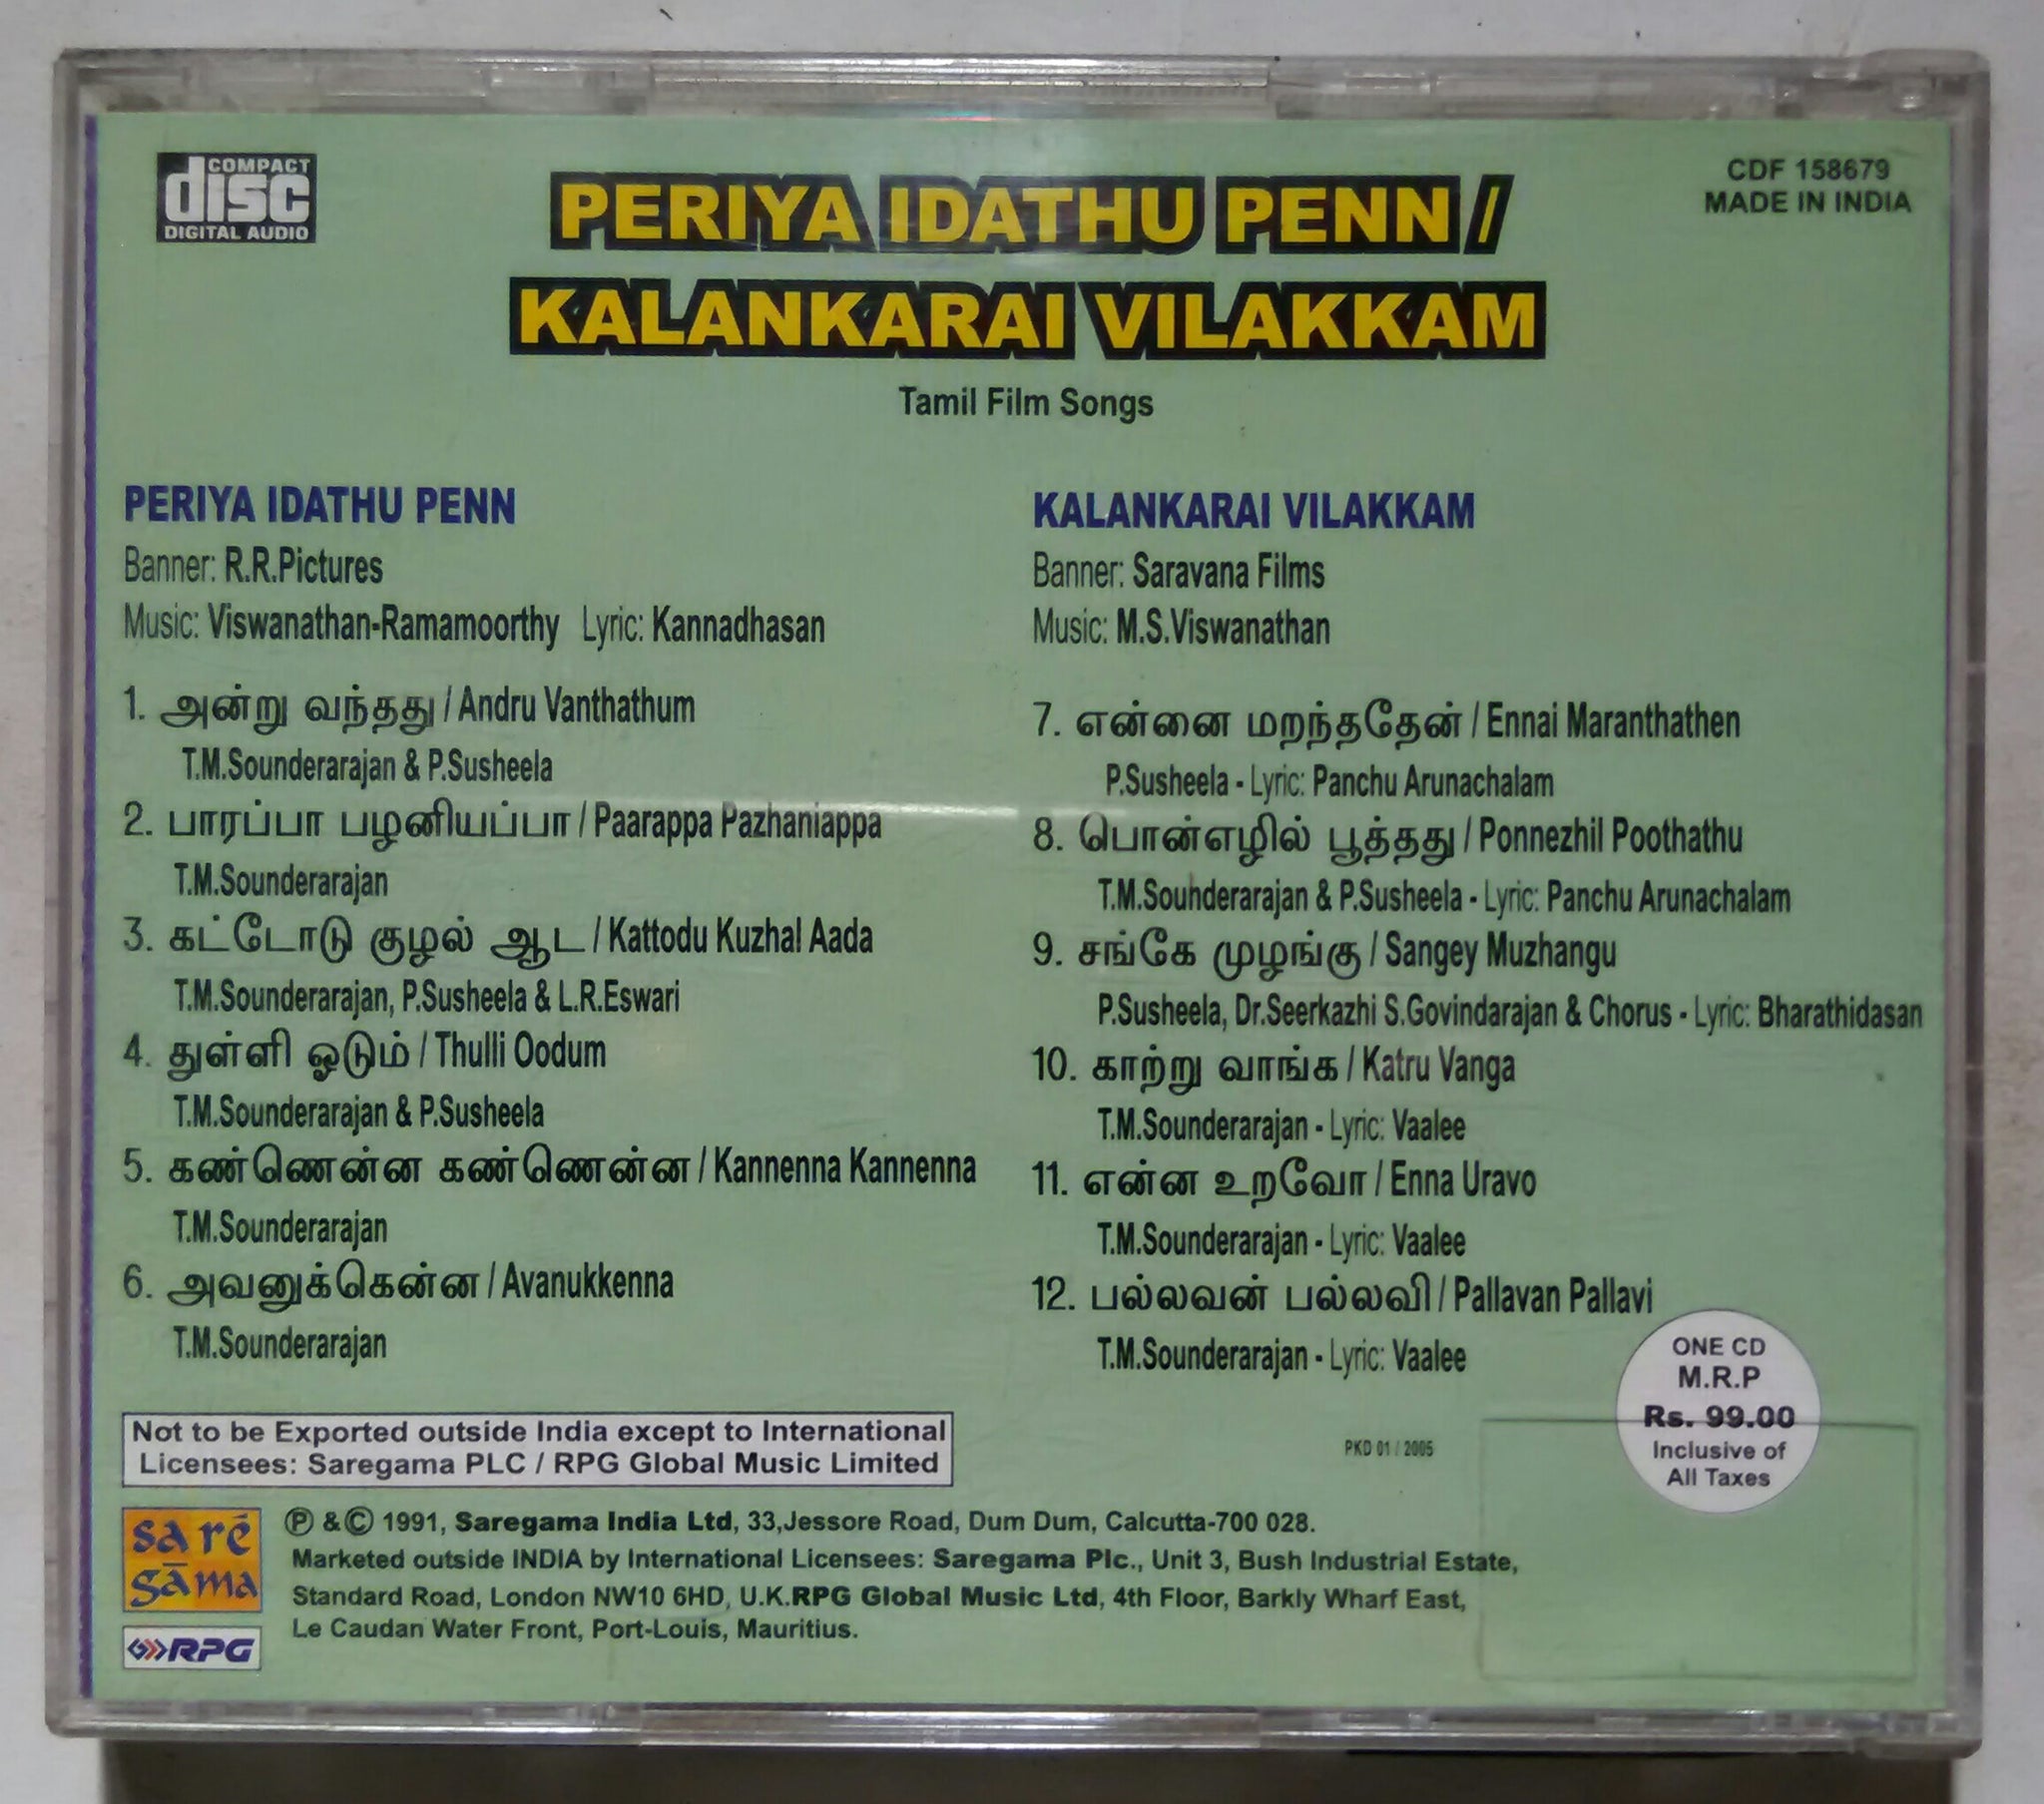 COMPACT
disc
DIGITAL AUDIO
CDF 158679
MADE IN INDIA
PERIYA IDATHU PENN /
KALANKARAI VILAKKAM
Tamil Film Songs
PERIYA IDATHU PENN
Banner: R.R.Pictures
Music: Viswanathan-Ramamoorthy Lyric: Kannadhasan
1. அன்று வந்தது / Andru Vanthathum
T.M.Sounderarajan & P.Susheela
2. பாரப்பா பழனியப்பா / Paarappa Pazhaniappa
T.M.Sounderarajan
3. கட்டோடு குழல் ஆட / Kattodu Kuzhal Aada
T.M.Sounderarajan, P.Susheela & L.R.Eswari
4. துள்ளி ஓடும் / Thulli Oodum
T.M.Sounderarajan & P.Susheela
5. கண்ணென்ன கண்ணென்ன / Kannenna Kannenna
T.M.Sounderarajan
6. அவனுக்கென்ன / Avanukkenna
T.M.Sounderarajan
KALANKARAI VILAKKAM
Banner: Saravana Films
Music: M.S.Viswanathan
7. என்னை மறந்ததேன் / Ennai Maranthathen
P.Susheela - Lyric: Panchu Arunachalam
8. பொன்எழில் பூத்தது / Ponnezhil Poothathu
T.M.Sounderarajan & P.Susheela - Lyric: Panchu Arunachalam
9. சங்கே முழங்கு / Sangey Muzhangu
P.Susheela, Dr.Seerkazhi S.Govindarajan & Chorus - Lyric: Bharathidasan
10. காற்று வாங்க / Katru Vanga
T.M.Sounderarajan - Lyric: Vaalee
11. என்ன உறவோ / Enna Uravo
T.M.Sounderarajan - Lyric: Vaalee
12. பல்லவன் பல்லவி / Pallavan Pallavi
T.M.Sounderarajan - Lyric: Vaalee
ONE CD
M.R.P
Rs. 99.00
Inclusive of
All Taxes
Not to be Exported outside India except to International
Licensees: Saregama PLC / RPG Global Music Limited
PKD 01 / 2005
sa ré
gāma
RPG
Ⓟ & © 1991, Saregama India Ltd, 33,Jessore Road, Dum Dum, Calcutta-700 028.
Marketed outside INDIA by International Licensees: Saregama Plc., Unit 3, Bush Industrial Estate,
Standard Road, London NW10 6HD, U.K.RPG Global Music Ltd, 4th Floor, Barkly Wharf East,
Le Caudan Water Front, Port-Louis, Mauritius.